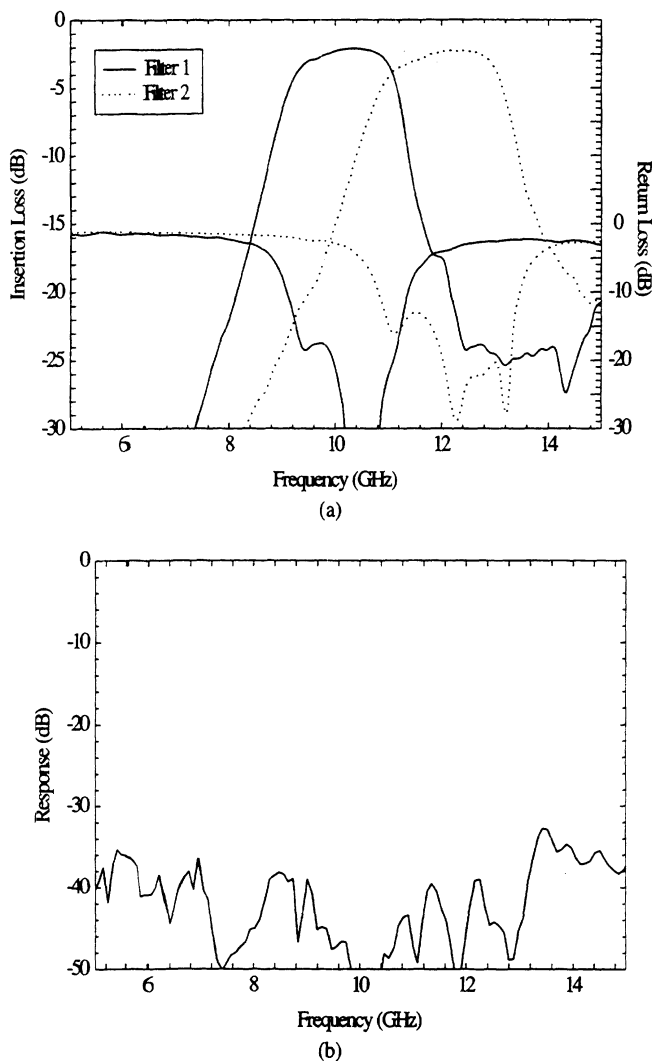 0
-5
-10
-15
-20
-25
-30
Insertion Loss (dB)
Filter 1
Filter 2
0
-10
-20
-30
Return Loss (dB)
6 8 10 12 14
Frequency (GHz)
(a)
0
-10
-20
-30
-40
-50
Response (dB)
6 8 10 12 14
Frequency (GHz)
(b)